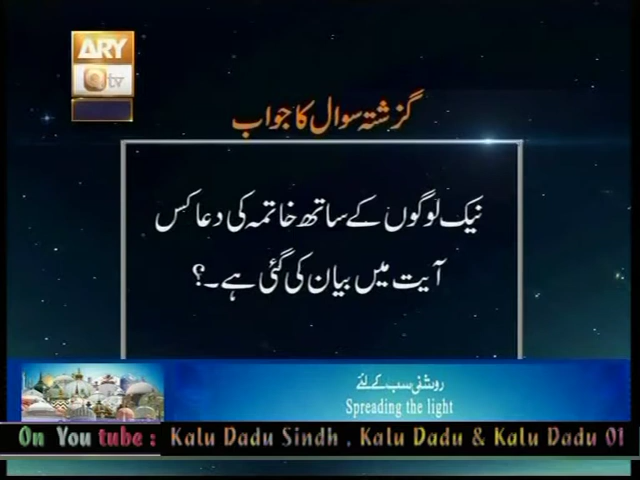 ARY
Qtv
گزشتہ سوال کا جواب
نیک لوگوں کے ساتھ خاتمہ کی دعا کس
آیت میں بیان کی گئی ہے۔؟
روشنی سب کے لئے
Spreading the light
On You tube : Kalu Dadu Sindh , Kalu Dadu & Kalu Dadu 01